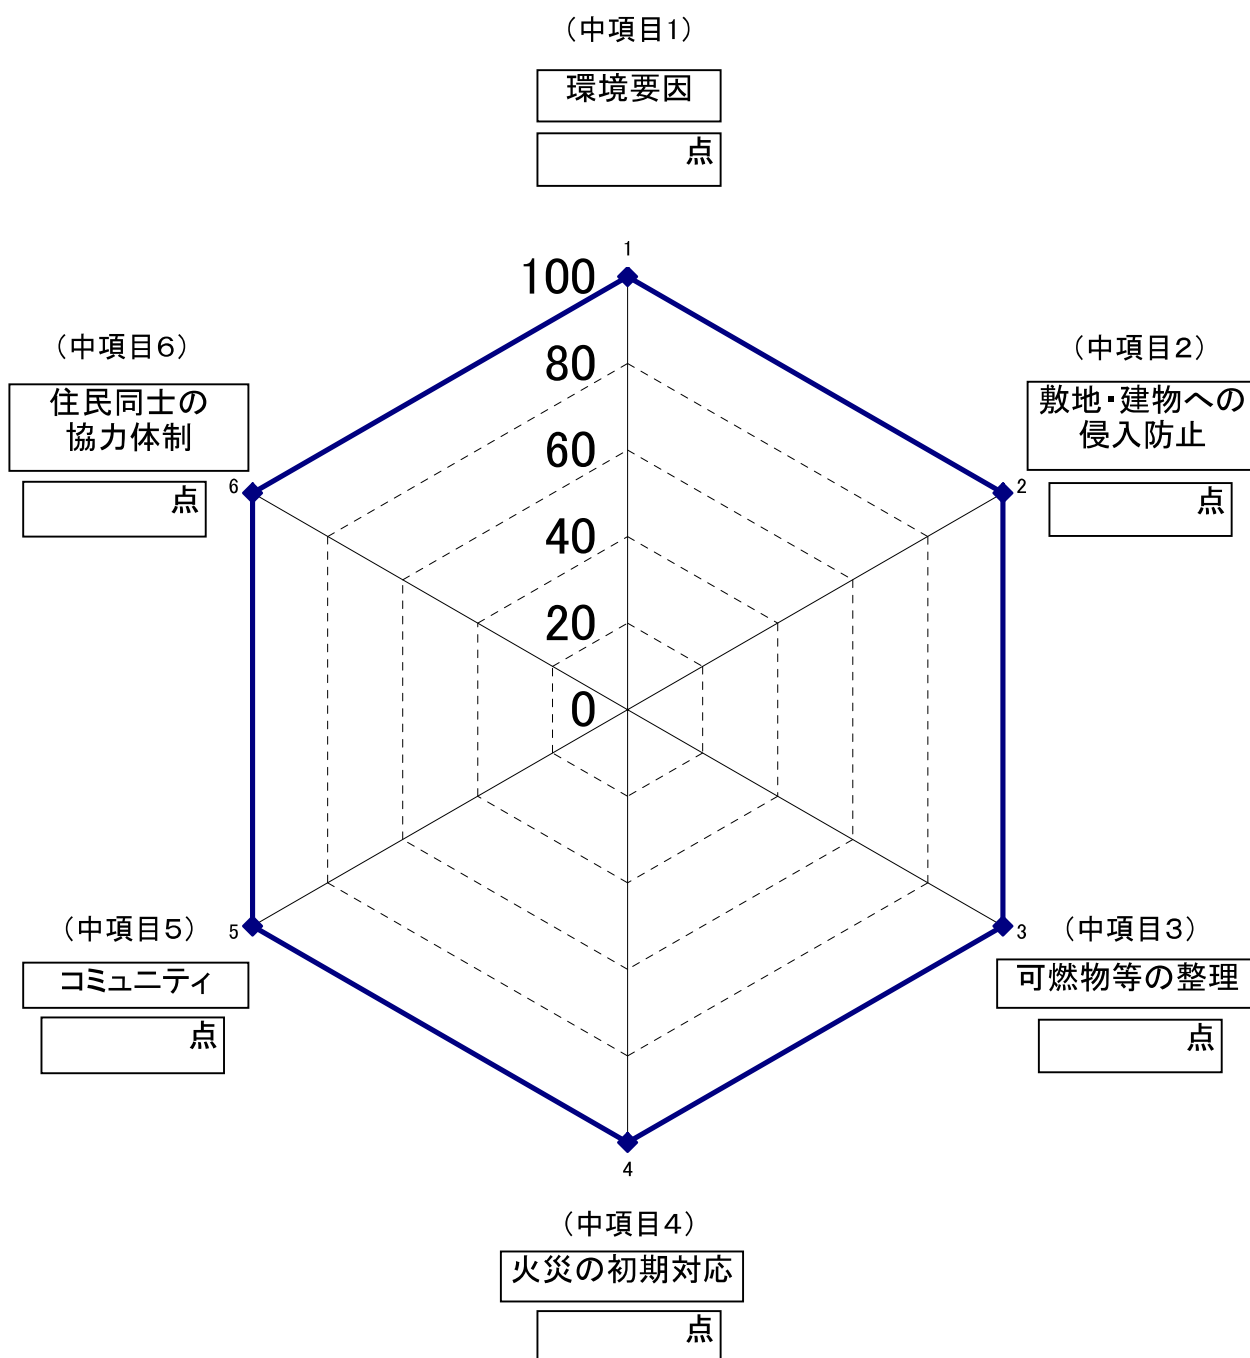 （中項目1）
環境要因
点
1
100
80
60
40
20
0
（中項目6）
住民同士の
協力体制
点
6
（中項目2）
敷地・建物への
侵入防止
点
2
（中項目5）
コミュニティ
点
5
（中項目3）
可燃物等の整理
点
3
4
（中項目4）
火災の初期対応
点